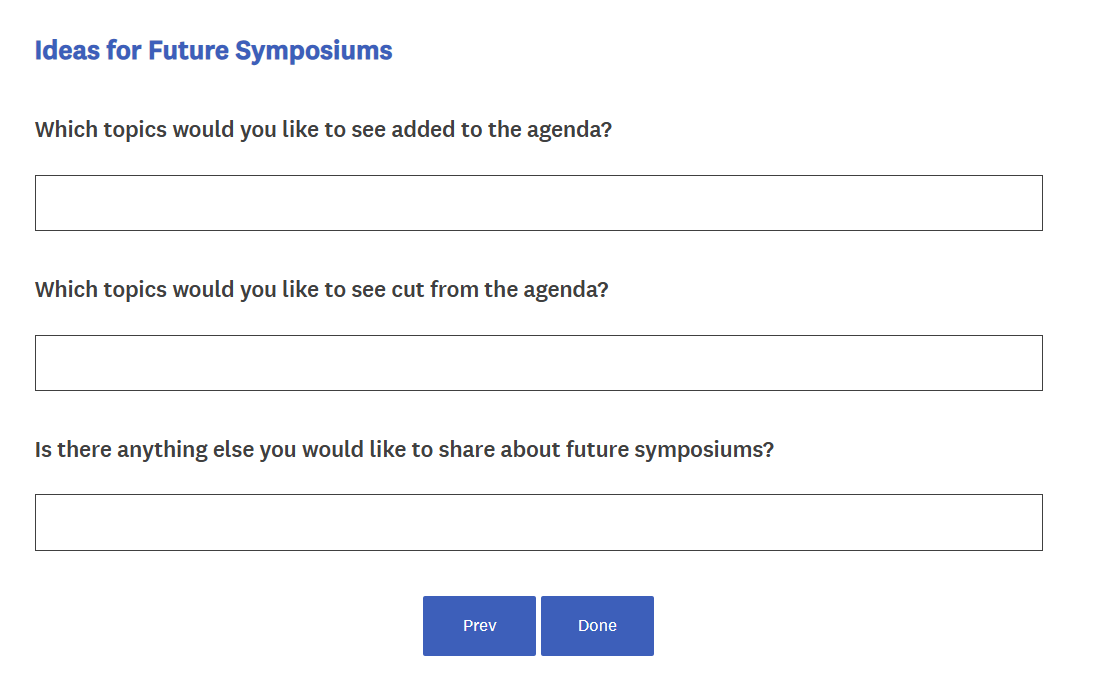 Ideas for Future Symposiums
Which topics would you like to see added to the agenda?
Which topics would you like to see cut from the agenda?
Is there anything else you would like to share about future symposiums?
Prev
Done